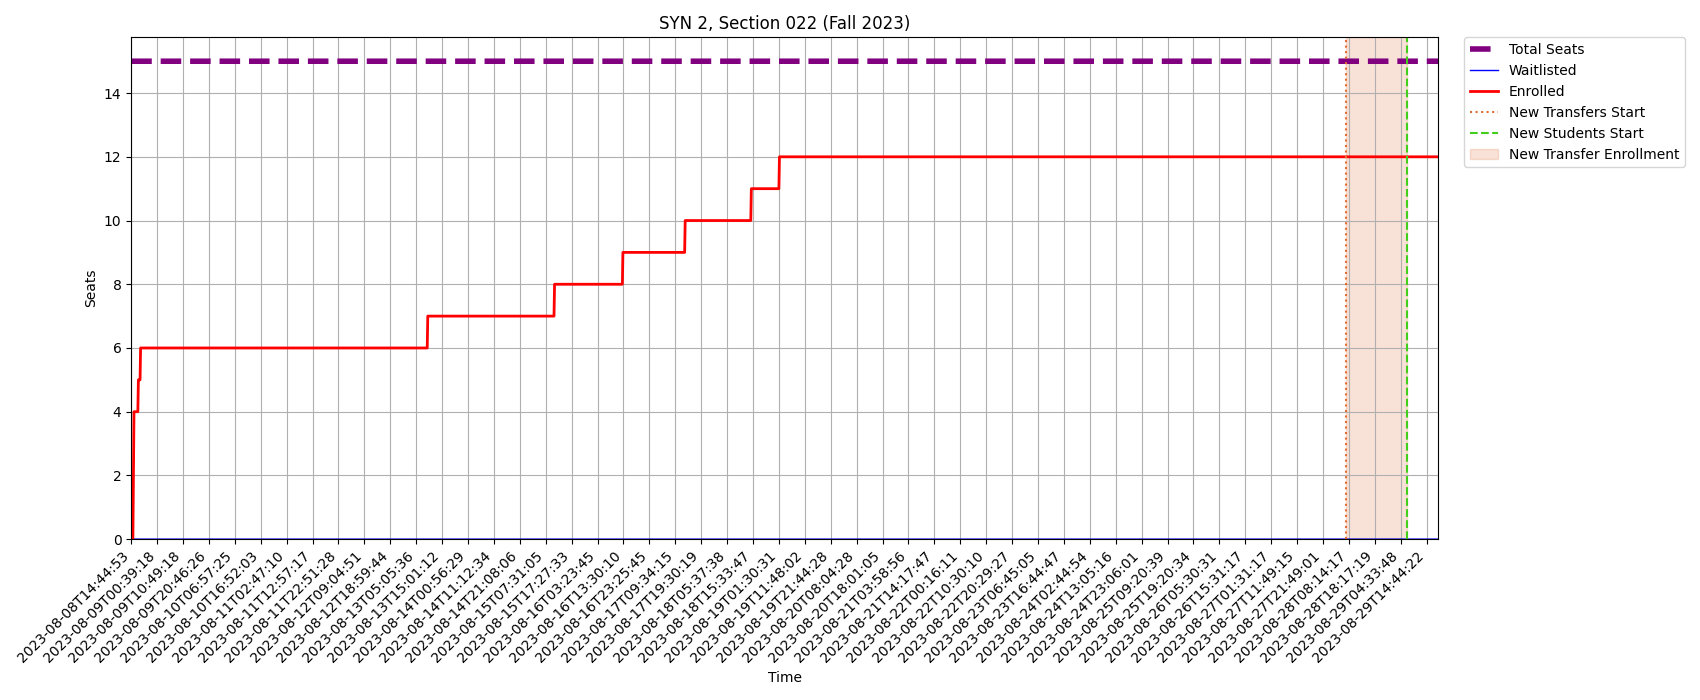 SYN 2, Section 022 (Fall 2023)
Total Seats
Waitlisted
Enrolled
New Transfers Start
New Students Start
New Transfer Enrollment
Seats
14
12
10
8
6
4
2
0
2023-08-08T14:44:53
2023-08-09T00:39:18
2023-08-09T10:49:18
2023-08-09T20:46:26
2023-08-10T06:57:25
2023-08-10T16:52:03
2023-08-11T02:47:10
2023-08-11T12:57:17
2023-08-11T22:51:28
2023-08-12T09:04:51
2023-08-12T18:59:44
2023-08-13T05:05:36
2023-08-13T15:01:12
2023-08-14T00:56:29
2023-08-14T11:12:34
2023-08-14T21:08:06
2023-08-15T07:31:05
2023-08-15T17:27:33
2023-08-16T03:23:45
2023-08-16T13:30:10
2023-08-16T23:25:45
2023-08-17T09:34:15
2023-08-17T19:30:19
2023-08-18T05:37:38
2023-08-18T15:33:47
2023-08-19T01:30:31
2023-08-19T11:48:02
2023-08-19T21:44:28
2023-08-20T08:04:28
2023-08-20T18:01:05
2023-08-21T03:58:56
2023-08-21T14:17:47
2023-08-22T00:16:11
2023-08-22T10:30:10
2023-08-22T20:29:27
2023-08-23T06:45:05
2023-08-23T16:44:47
2023-08-24T02:44:54
2023-08-24T13:05:16
2023-08-24T23:06:01
2023-08-25T09:20:39
2023-08-25T19:20:34
2023-08-26T05:30:31
2023-08-26T15:31:17
2023-08-27T01:31:17
2023-08-27T11:49:15
2023-08-27T21:49:01
2023-08-28T08:14:17
2023-08-28T18:17:19
2023-08-29T04:33:48
2023-08-29T14:44:22
Time